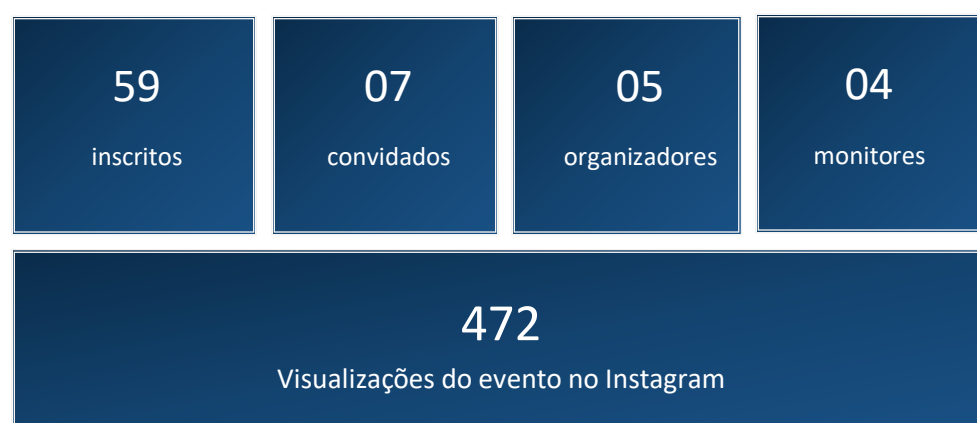 59
inscritos
07
convidados
05
organizadores
04
monitores
472
Visualizações do evento no Instagram